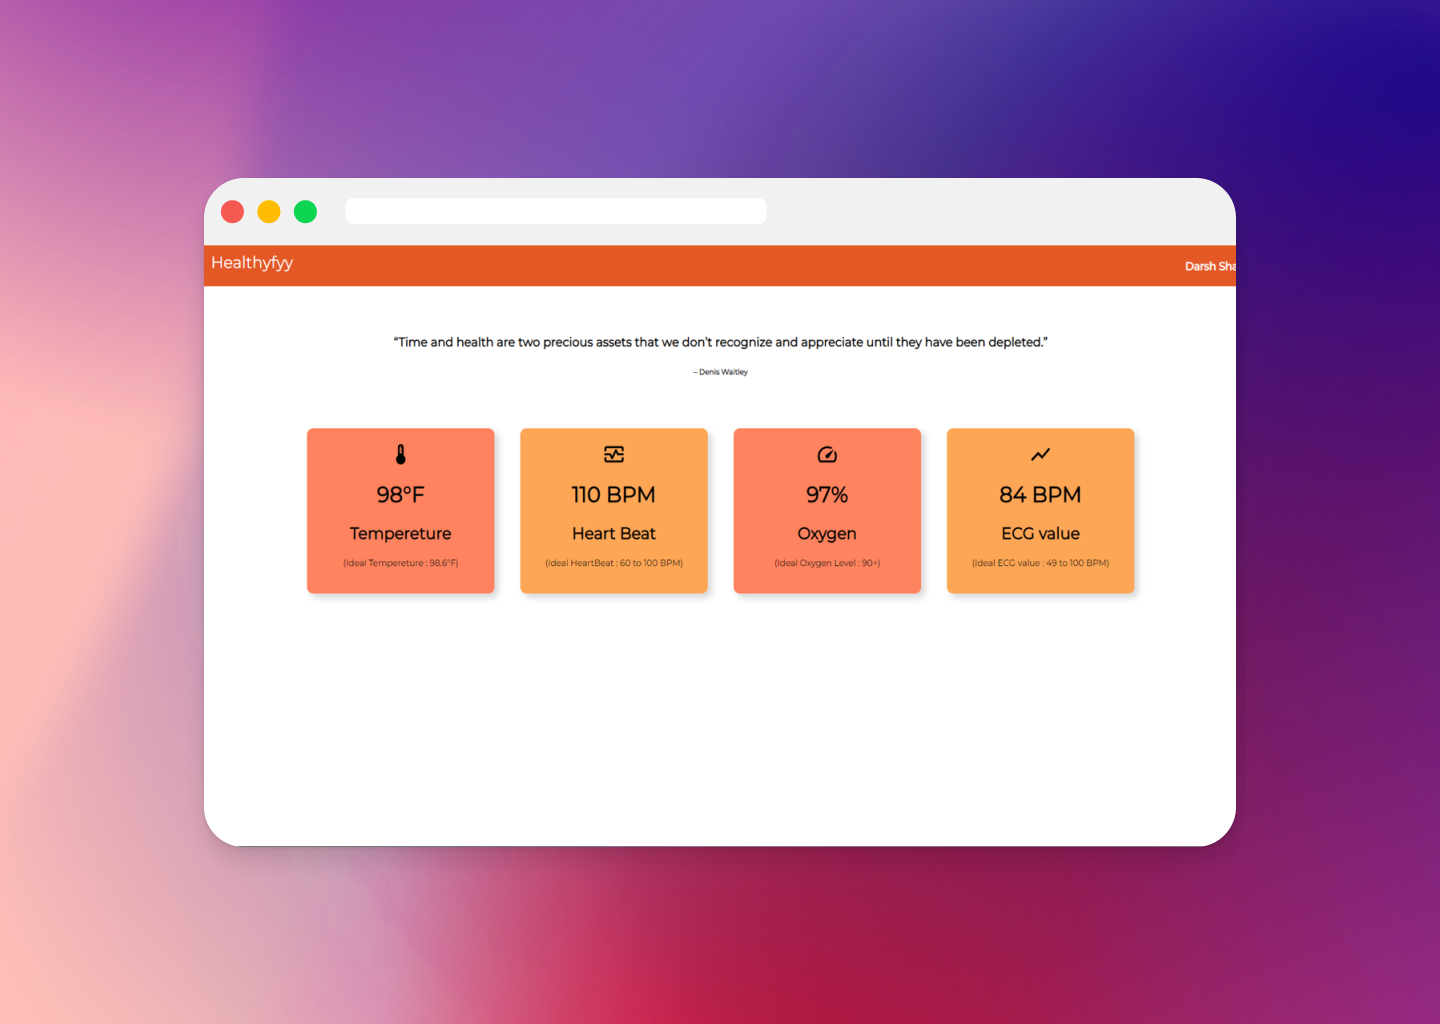 Healthyfyy
Darsh Sha
“Time and health are two precious assets that we don’t recognize and appreciate until they have been depleted.”
– Denis Waitley
98°F
Tempereture
(Ideal Tempereture : 98.6°F)
110 BPM
Heart Beat
(Ideal HeartBeat : 60 to 100 BPM)
97%
Oxygen
(Ideal Oxygen Level : 90+)
84 BPM
ECG value
(Ideal ECG value : 49 to 100 BPM)